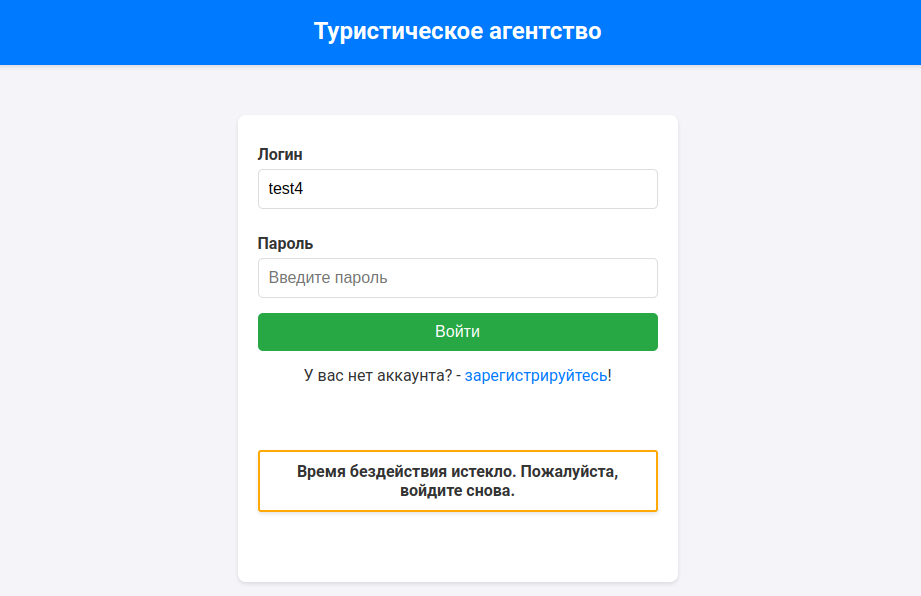 Туристическое агентство
Логин
test4
Пароль
Введите пароль
Войти
У вас нет аккаунта? - зарегистрируйтесь!
Время бездействия истекло. Пожалуйста,
войдите снова.